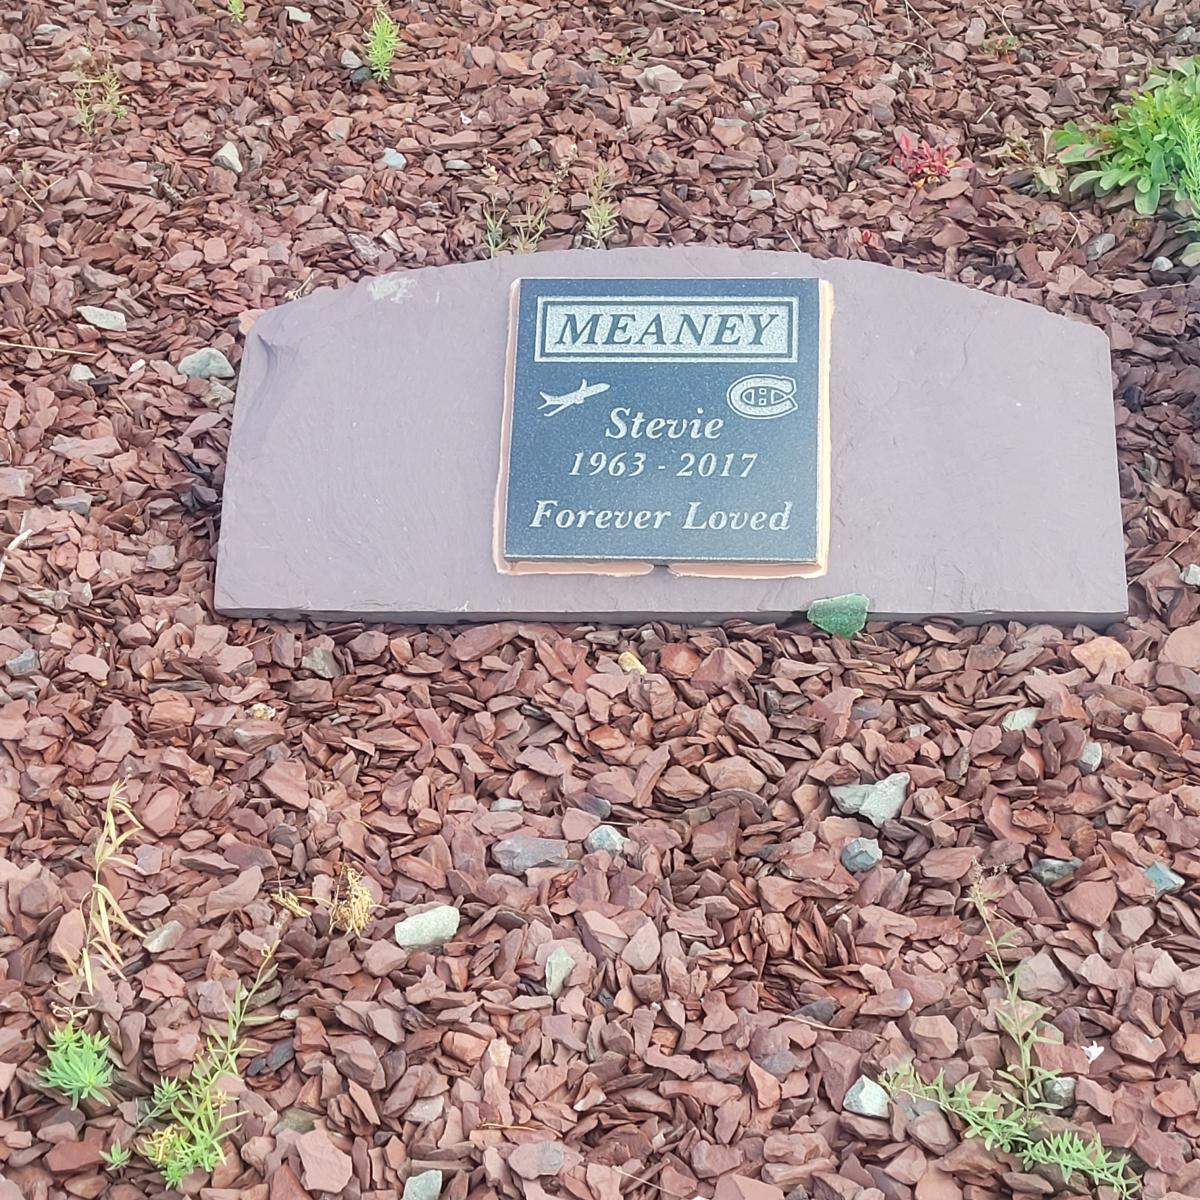 MEANEY
Stevie
1963 - 2017
Forever Loved